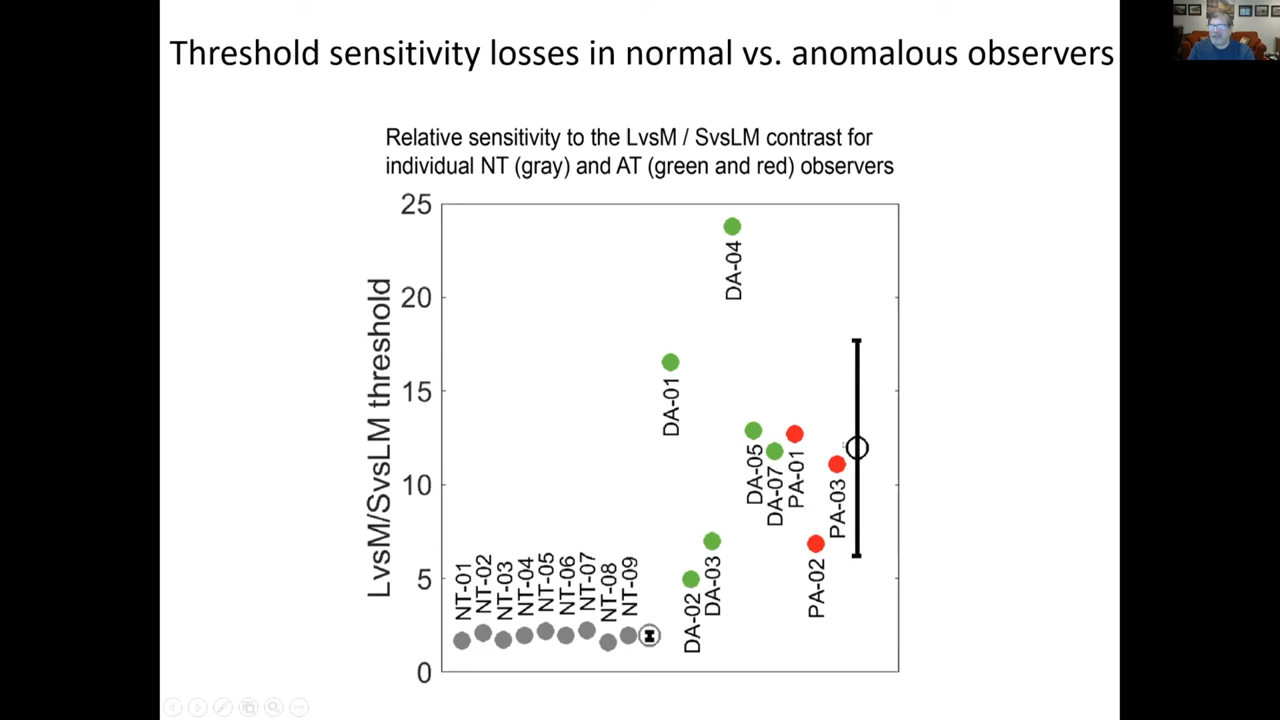 Threshold sensitivity losses in normal vs. anomalous observers
Relative sensitivity to the LvsM / SvsLM contrast for
individual NT (gray) and AT (green and red) observers
LvsM/SvsLM threshold
25
20
15
10
5
0
NT-01
NT-02
NT-03
NT-04
NT-05
NT-06
NT-07
NT-08
NT-09
DA-01
DA-02
DA-03
DA-04
DA-05
DA-07
PA-01
PA-02
PA-03